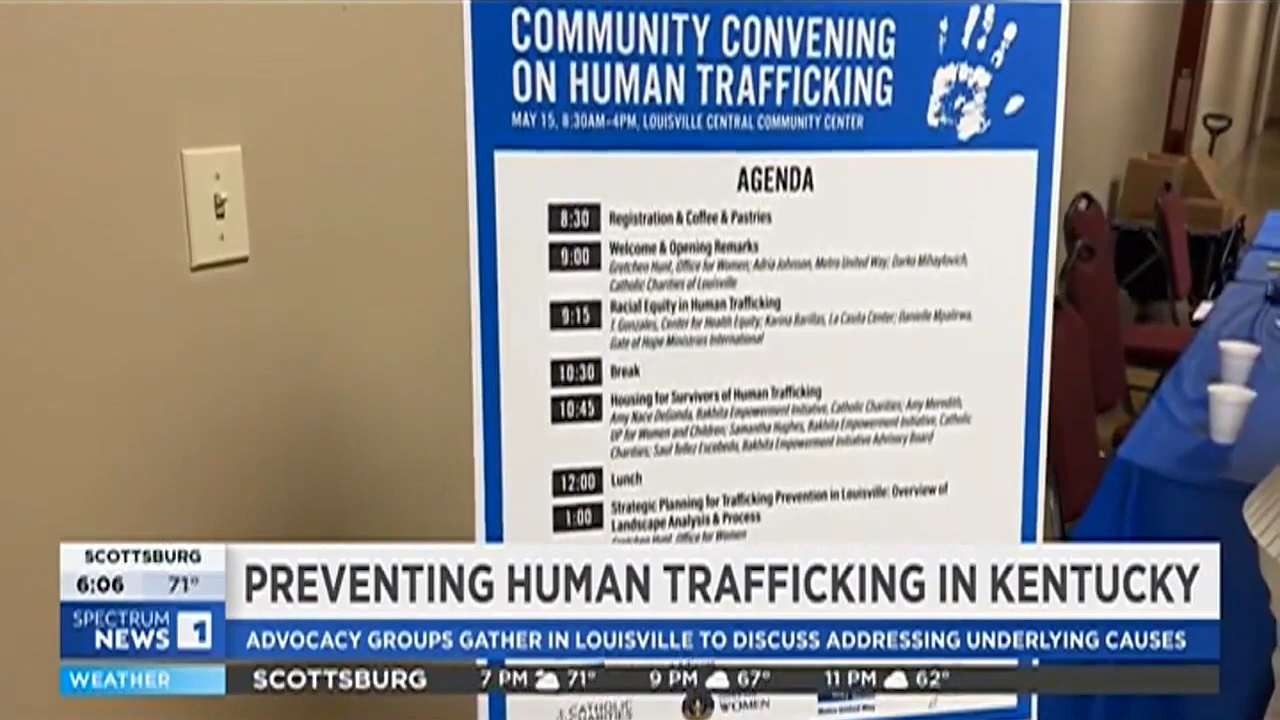 COMMUNITY CONVENING
ON HUMAN TRAFFICKING
MAY 15, 8:30AM–4PM, LOUISVILLE CENTRAL COMMUNITY CENTER
AGENDA
8:30 Registration & Coffee & Pastries
9:00 Welcome & Opening Remarks
Gretchen Hunt, Office for Women; Adria Johnson, Metro United Way; Darko Mihaylovich,
Catholic Charities of Louisville
9:15 Racial Equity in Human Trafficking
T Gonzales, Center for Health Equity; Karina Barillas, La Casita Center; Danielle
Gate of Hope Ministries International
10:30 Break
10:45 Housing for Survivors of Human Trafficking
Amy Nace DeGonda, Bakhita Empowerment Initiative, Catholic Charities; Amy Meredith,
UP for Women and Children; Samantha Hughes, Bakhita Empowerment Initiative, Catholic
Charities; Saul Tellez Escobedo, Bakhita Empowerment Initiative Advisory Board
12:00 Lunch
1:00 Strategic Planning for Trafficking Prevention in Louisville: Overview of
Landscape Analysis & Process
Gretchen Hunt, Office for Women
SCOTTSBURG
6:06 71°
SPECTRUM
NEWS 1
PREVENTING HUMAN TRAFFICKING IN KENTUCKY
ADVOCACY GROUPS GATHER IN LOUISVILLE TO DISCUSS ADDRESSING UNDERLYING CAUSES
WEATHER SCOTTSBURG 7 PM 71° 9 PM 67° 11 PM 62°
CATHOLIC
WOMEN